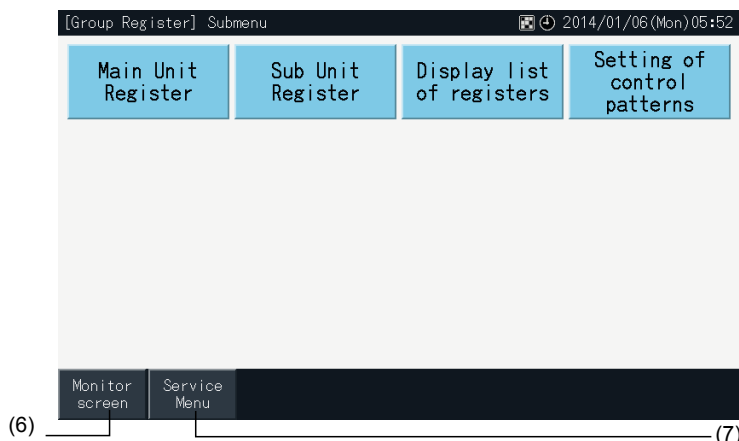 [Group Register] Submenu 2014/01/06(Mon)05:52
Main Unit
Register
Sub Unit
Register
Display list
of registers
Setting of
control
patterns
Monitor
screen
Service
Menu
(6)
(7)